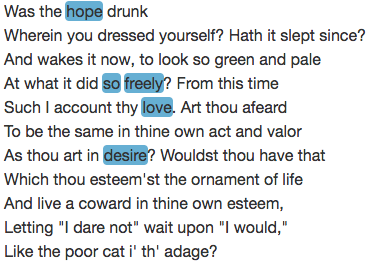 Was the hope drunk
Wherein you dressed yourself? Hath it slept since?
And wakes it now, to look so green and pale
At what it did so freely? From this time
Such I account thy love. Art thou afeard
To be the same in thine own act and valor
As thou art in desire? Wouldst thou have that
Which thou esteem'st the ornament of life
And live a coward in thine own esteem,
Letting "I dare not" wait upon "I would,"
Like the poor cat i' th' adage?